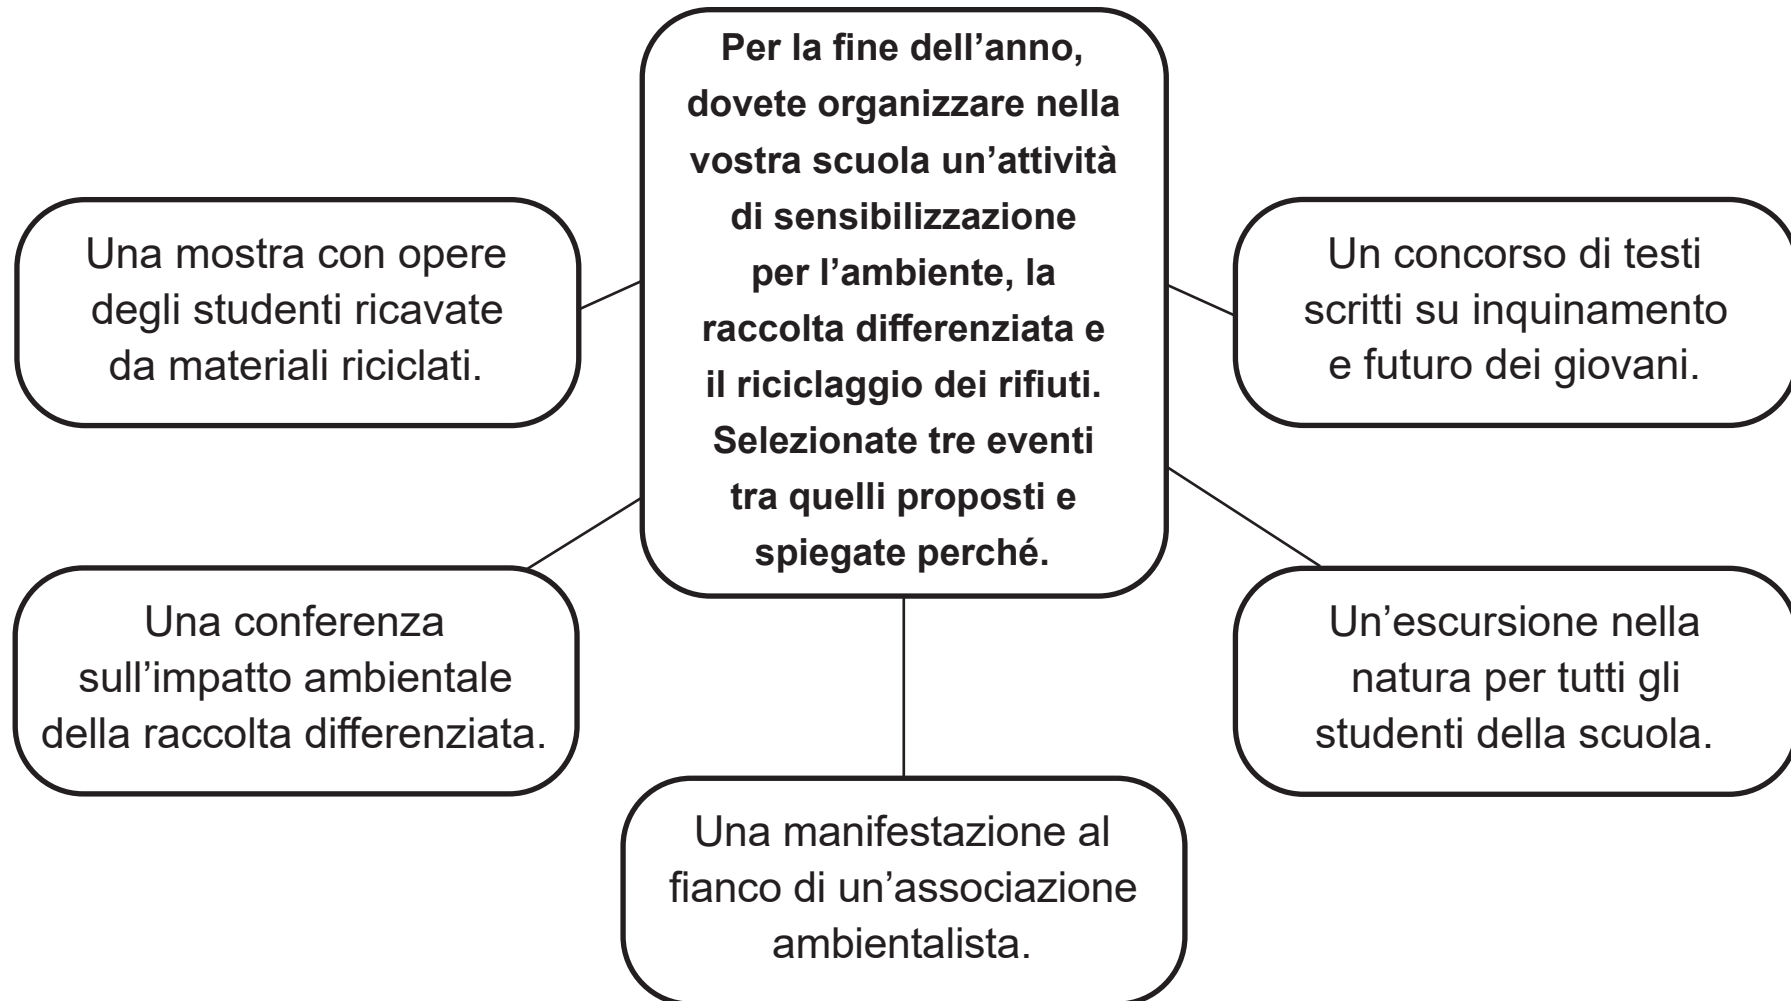 Per la fine dell’anno,
dovete organizzare nella
vostra scuola un’attività
di sensibilizzazione
per l’ambiente, la
raccolta differenziata e
il riciclaggio dei rifiuti.
Selezionate tre eventi
tra quelli proposti e
spiegate perché.
Una mostra con opere
degli studenti ricavate
da materiali riciclati.
Un concorso di testi
scritti su inquinamento
e futuro dei giovani.
Una conferenza
sull’impatto ambientale
della raccolta differenziata.
Un’escursione nella
natura per tutti gli
studenti della scuola.
Una manifestazione al
fianco di un’associazione
ambientalista.